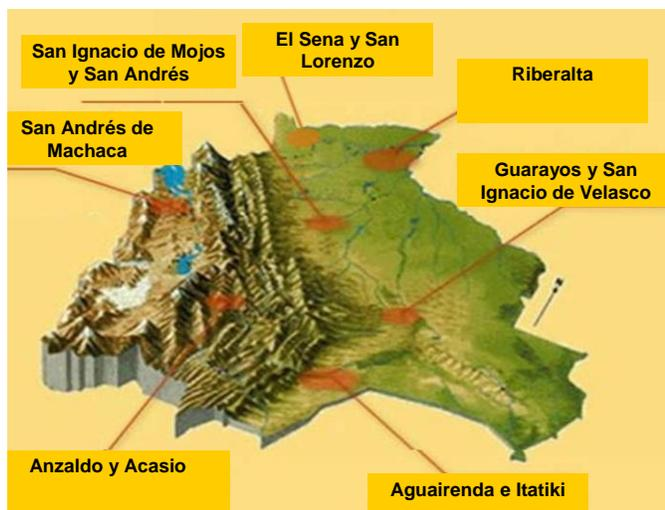 El Sena y San
Lorenzo
San Ignacio de Mojos
y San Andrés
Riberalta
San Andrés de
Machaca
Guarayos y San
Ignacio de Velasco
Anzaldo y Acasio
Aguairenda e Itatiki